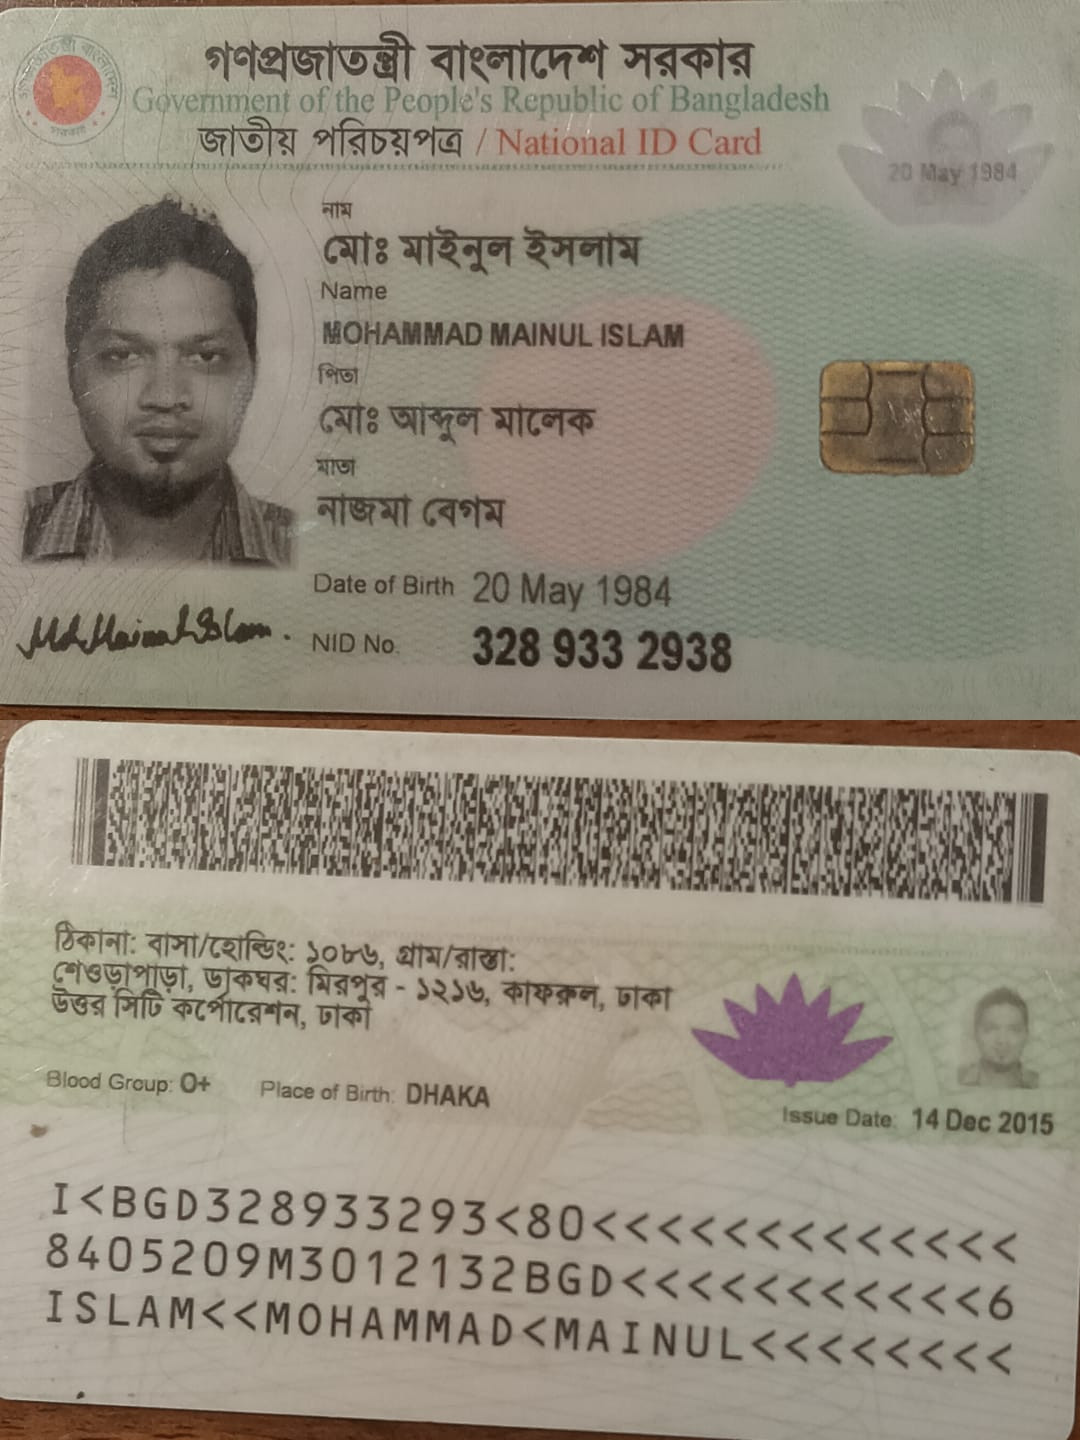 গণপ্রজাতন্ত্রী বাংলাদেশ সরকার
Government of the People's Republic of Bangladesh
জাতীয় পরিচয়পত্র / National ID Card
20 May 1984
নাম
মোঃ মাইনুল ইসলাম
Name
MOHAMMAD MAINUL ISLAM
পিতা
মোঃ আব্দুল মালেক
মাতা
নাজমা বেগম
Date of Birth 20 May 1984
Md. Mainul Islam.
NID No. 328 933 2938
ঠিকানা: বাসা/হোল্ডিং: ১০৮৬, গ্রাম/রাস্তা:
শেওড়াপাড়া, ডাকঘর: মিরপুর - ১২১৬, কাফরুল, ঢাকা
উত্তর সিটি কর্পোরেশন, ঢাকা
Blood Group: O+ Place of Birth: DHAKA
Issue Date: 14 Dec 2015
I<BGD328933293<80<<<<<<<<<<<<<
8405209M3012132BGD<<<<<<<<<<<6
ISLAM<<MOHAMMAD<MAINUL<<<<<<<<